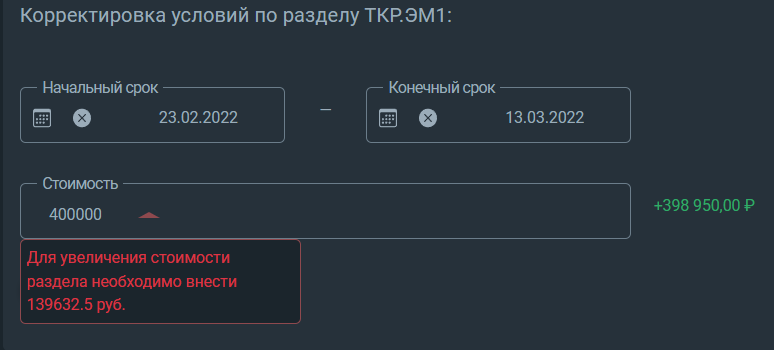 Корректировка условий по разделу ТКР.ЭМ1:
Начальный срок
Конечный срок
23.02.2022
—
13.03.2022
Стоимость
400000
+398 950,00 ₽
Для увеличения стоимости
раздела необходимо внести
139632.5 руб.